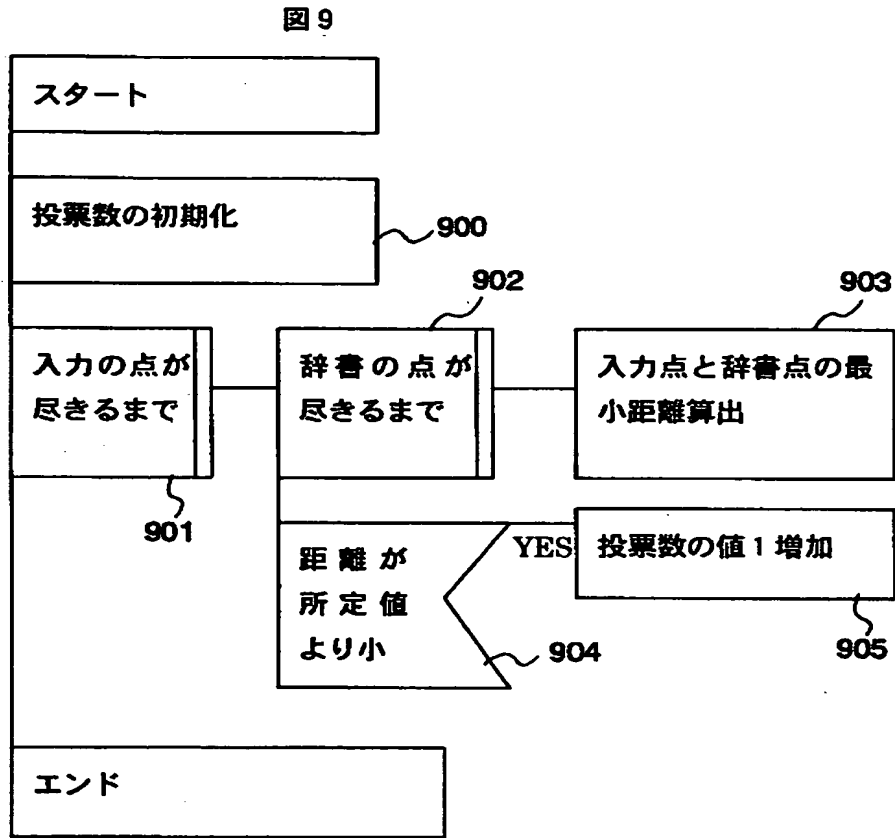 図9
スタート
投票数の初期化
900
902
903
入力の点が
尽きるまで
辞書の点が
尽きるまで
入力点と辞書点の最
小距離算出
901
距離が
所定値
より小
YES
投票数の値1増加
904
905
エンド